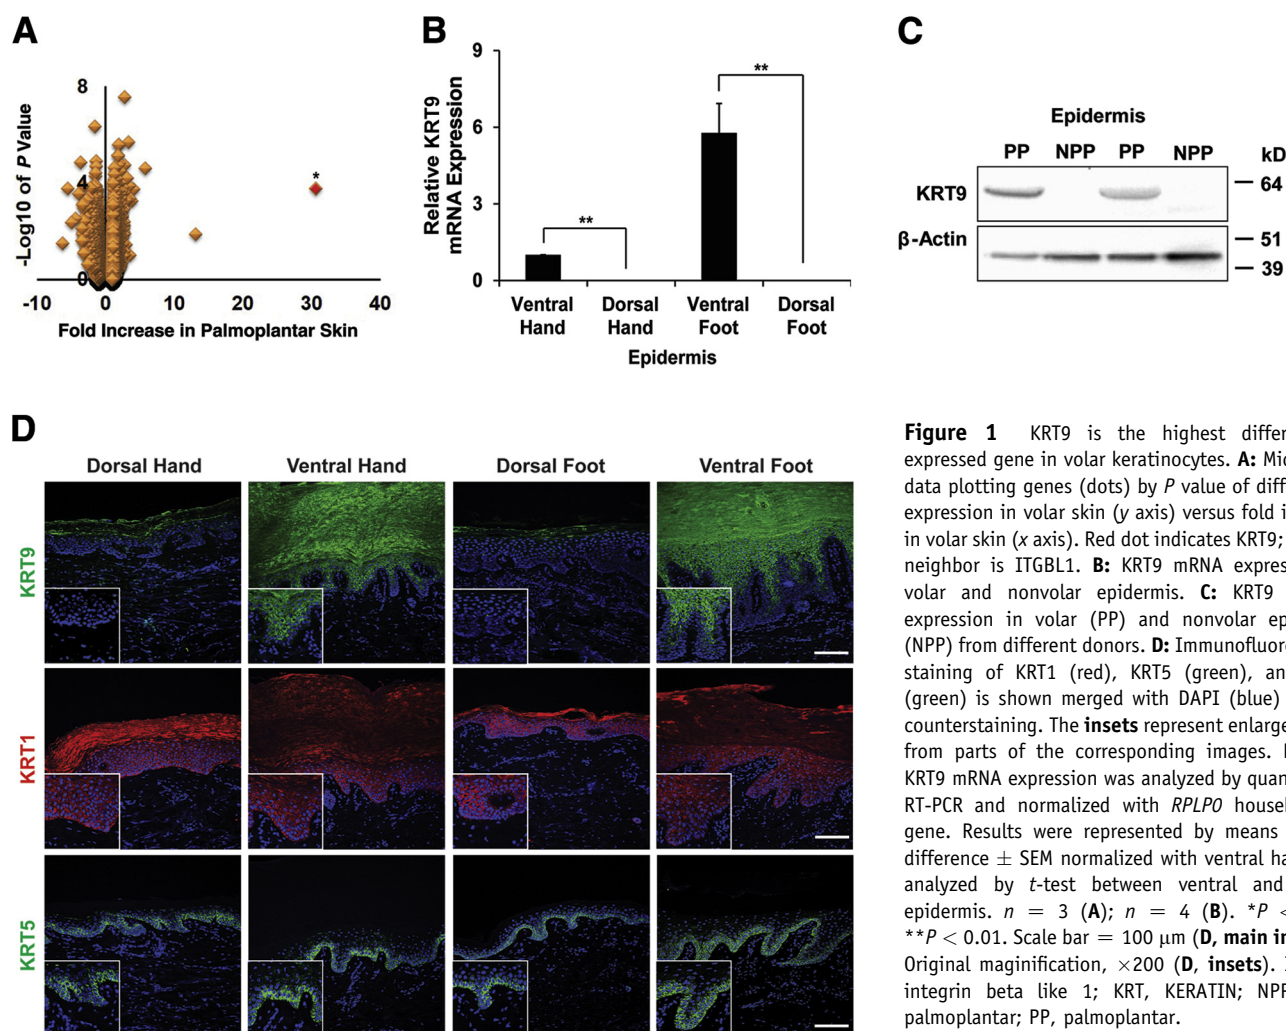 A
8
4
0
-10 0 10 20 30 40
*
-Log10 of P Value
Fold Increase in Palmoplantar Skin
B
9
6
3
0
**
**
Relative KRT9
mRNA Expression
Ventral Hand
Dorsal Hand
Ventral Foot
Dorsal Foot
Epidermis
C
Epidermis
PP NPP PP NPP kD
KRT9
64
β-Actin
51
39
D
Dorsal Hand Ventral Hand Dorsal Foot Ventral Foot
KRT9
KRT1
KRT5
Figure 1 KRT9 is the highest differ
expressed gene in volar keratinocytes. A: Mic
data plotting genes (dots) by P value of diff
expression in volar skin (y axis) versus fold i
in volar skin (x axis). Red dot indicates KRT9;
neighbor is ITGBL1. B: KRT9 mRNA expres
volar and nonvolar epidermis. C: KRT9
expression in volar (PP) and nonvolar ep
(NPP) from different donors. D: Immunofluor
staining of KRT1 (red), KRT5 (green), an
(green) is shown merged with DAPI (blue)
counterstaining. The insets represent enlarge
from parts of the corresponding images.
KRT9 mRNA expression was analyzed by quan
RT-PCR and normalized with RPLP0 house
gene. Results were represented by means
difference ± SEM normalized with ventral ha
analyzed by t-test between ventral and
epidermis. n = 3 (A); n = 4 (B). *P <
**P < 0.01. Scale bar = 100 μm (D, main i
Original maginification, ×200 (D, insets).
integrin beta like 1; KRT, KERATIN; NPP
palmoplantar; PP, palmoplantar.